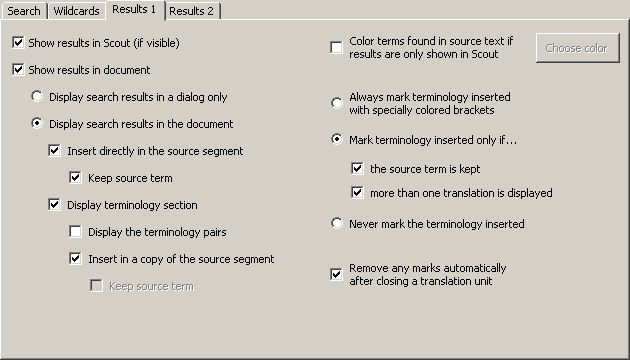 Search
Wildcards
Results 1
Results 2
Show results in Scout (if visible)
Show results in document
Display search results in a dialog only
Display search results in the document
Insert directly in the source segment
Keep source term
Display terminology section
Display the terminology pairs
Insert in a copy of the source segment
Keep source term
Color terms found in source text if
results are only shown in Scout
Choose color
Always mark terminology inserted
with specially colored brackets
Mark terminology inserted only if...
the source term is kept
more than one translation is displayed
Never mark the terminology inserted
Remove any marks automatically
after closing a translation unit